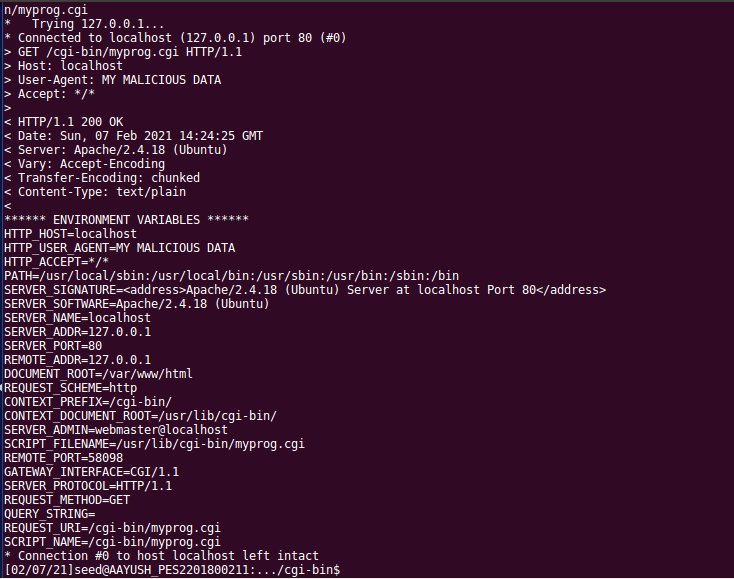 n/myprog.cgi
*   Trying 127.0.0.1...
* Connected to localhost (127.0.0.1) port 80 (#0)
> GET /cgi-bin/myprog.cgi HTTP/1.1
> Host: localhost
> User-Agent: MY MALICIOUS DATA
> Accept: */*
>
< HTTP/1.1 200 OK
< Date: Sun, 07 Feb 2021 14:24:25 GMT
< Server: Apache/2.4.18 (Ubuntu)
< Vary: Accept-Encoding
< Transfer-Encoding: chunked
< Content-Type: text/plain
<
****** ENVIRONMENT VARIABLES ******
HTTP_HOST=localhost
HTTP_USER_AGENT=MY MALICIOUS DATA
HTTP_ACCEPT=*/*
PATH=/usr/local/sbin:/usr/local/bin:/usr/sbin:/usr/bin:/sbin:/bin
SERVER_SIGNATURE=<address>Apache/2.4.18 (Ubuntu) Server at localhost Port 80</address>
SERVER_SOFTWARE=Apache/2.4.18 (Ubuntu)
SERVER_NAME=localhost
SERVER_ADDR=127.0.0.1
SERVER_PORT=80
REMOTE_ADDR=127.0.0.1
DOCUMENT_ROOT=/var/www/html
REQUEST_SCHEME=http
CONTEXT_PREFIX=/cgi-bin/
CONTEXT_DOCUMENT_ROOT=/usr/lib/cgi-bin/
SERVER_ADMIN=webmaster@localhost
SCRIPT_FILENAME=/usr/lib/cgi-bin/myprog.cgi
REMOTE_PORT=58098
GATEWAY_INTERFACE=CGI/1.1
SERVER_PROTOCOL=HTTP/1.1
REQUEST_METHOD=GET
QUERY_STRING=
REQUEST_URI=/cgi-bin/myprog.cgi
SCRIPT_NAME=/cgi-bin/myprog.cgi
* Connection #0 to host localhost left intact
[02/07/21]seed@AAYUSH_PES2201800211:.../cgi-bin$